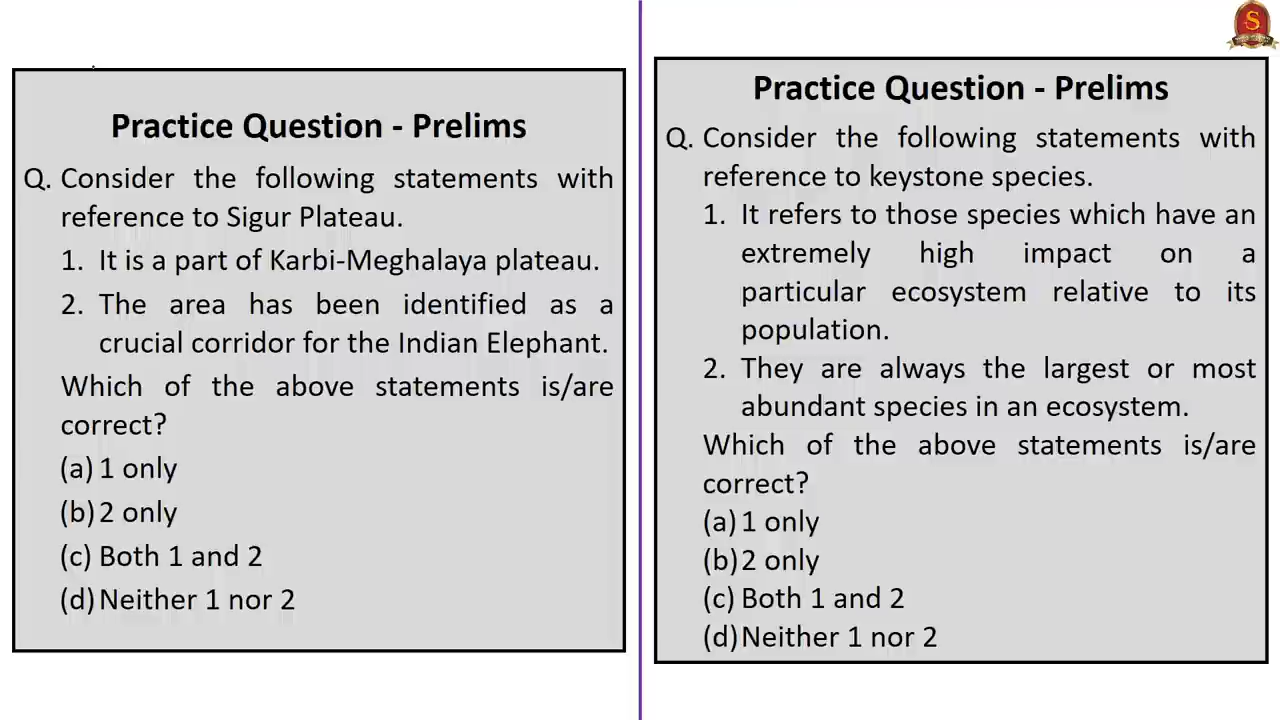 Practice Question - Prelims
Q. Consider the following statements with
reference to Sigur Plateau.
1. It is a part of Karbi-Meghalaya plateau.
2. The area has been identified as a
crucial corridor for the Indian Elephant.
Which of the above statements is/are
correct?
(a) 1 only
(b) 2 only
(c) Both 1 and 2
(d) Neither 1 nor 2
S
Practice Question - Prelims
Q. Consider the following statements with
reference to keystone species.
1. It refers to those species which have an
extremely high impact on a
particular ecosystem relative to its
population.
2. They are always the largest or most
abundant species in an ecosystem.
Which of the above statements is/are
correct?
(a) 1 only
(b) 2 only
(c) Both 1 and 2
(d) Neither 1 nor 2